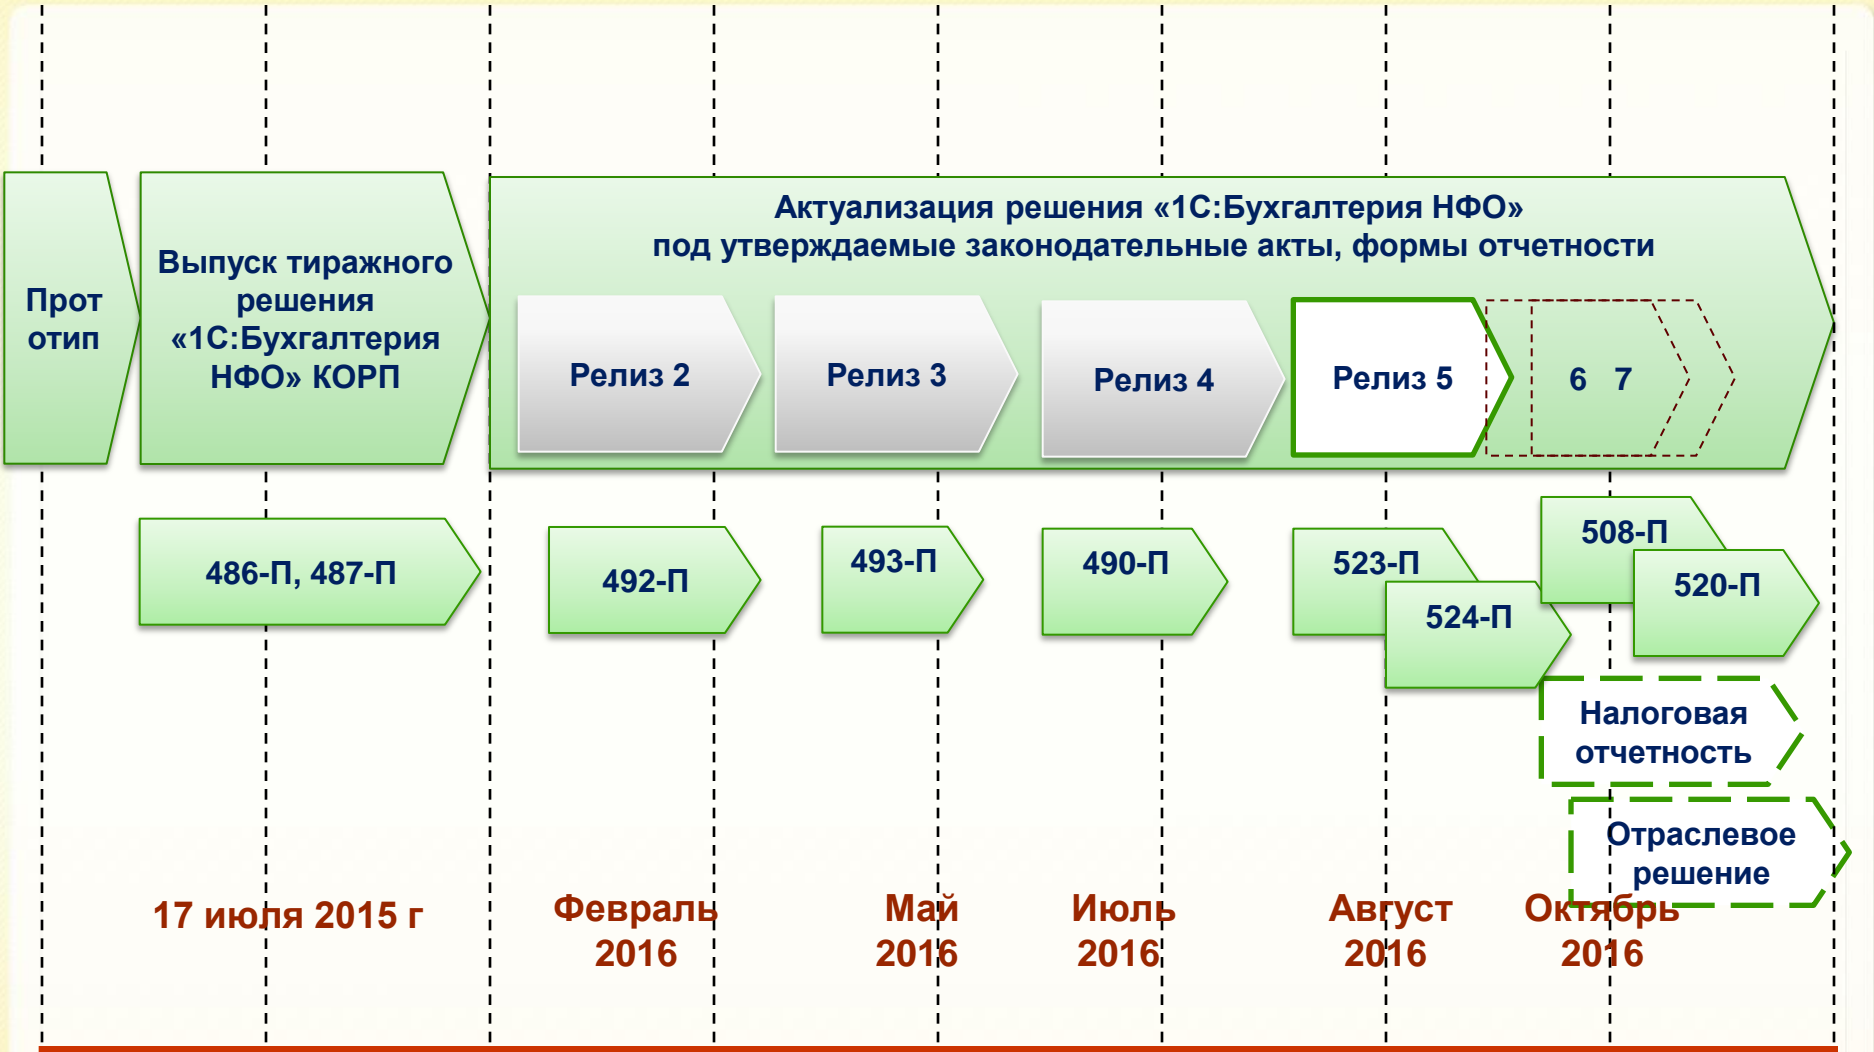 Прот
отип
Выпуск тиражного
решения
«1С:Бухгалтерия
НФО» КОРП
Актуализация решения «1С:Бухгалтерия НФО»
под утверждаемые законодательные акты, формы отчетности
Релиз 2
Релиз 3
Релиз 4
Релиз 5
6 7
486-П, 487-П
492-П
493-П
490-П
523-П
524-П
508-П
520-П
Налоговая
отчетность
Отраслевое
решение
17 июля 2015 г
Февраль
2016
Май
2016
Июль
2016
Август
2016
Октябрь
2016